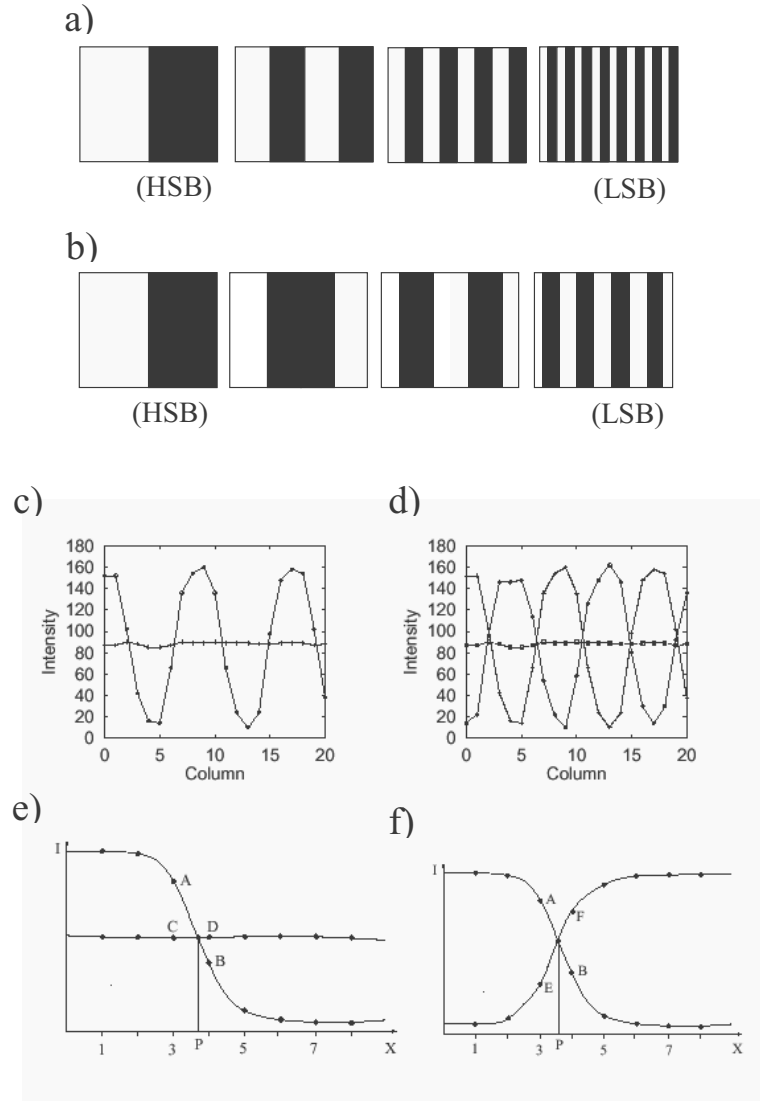 a)
(HSB) (LSB)
b)
(HSB) (LSB)
c) d)
180 180
160 160
140 140
120 120
100 100
80 80
60 60
40 40
20 20
0 0
Intensity Intensity
0 5 10 15 20 0 5 10 15 20
Column Column
e) f)
I I
A A
F
C D
B B
E
1 3 P 5 7 X 1 3 P 5 7 X